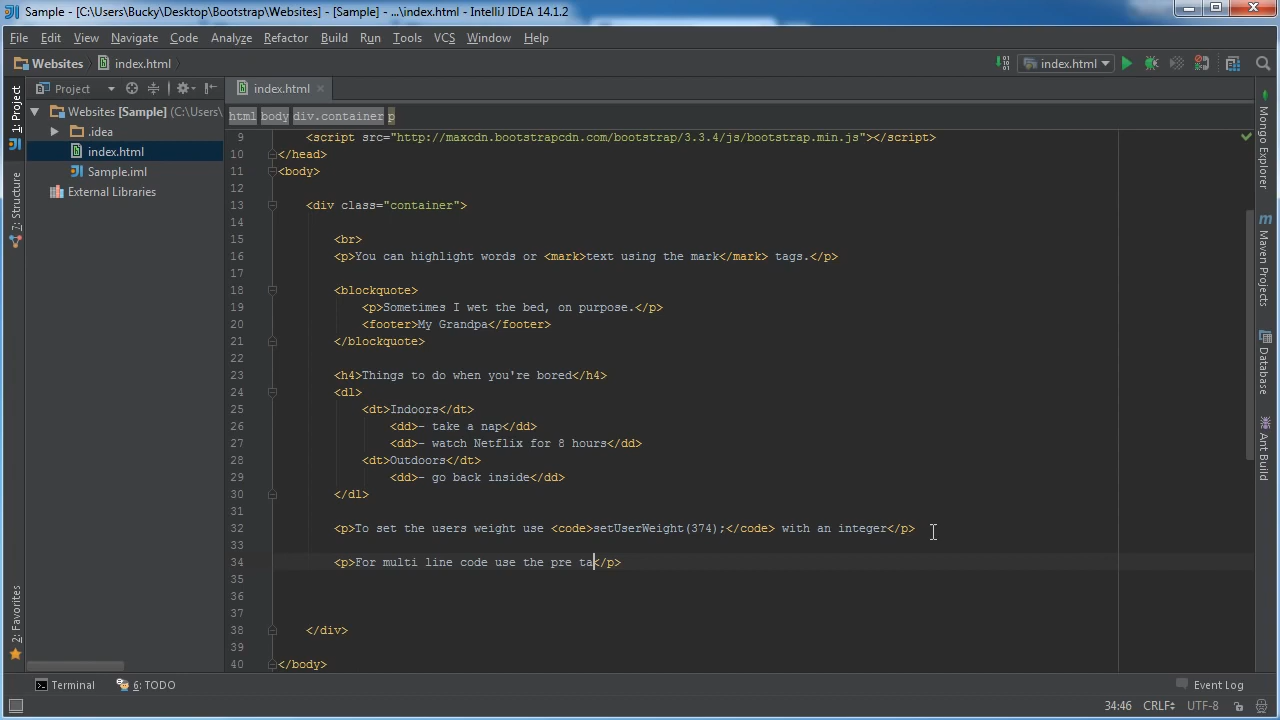 Sample - [C:\Users\Bucky\Desktop\Bootstrap\Websites] - [Sample] - ...\index.html - IntelliJ IDEA 14.1.2
File Edit View Navigate Code Analyze Refactor Build Run Tools VCS Window Help
Websites index.html
index.html
Project
index.html
1: Project
7: Structure
2: Favorites
Websites [Sample] (C:\Users\
.idea
index.html
Sample.iml
External Libraries
html body div.container p
9 <script src="http://maxcdn.bootstrapcdn.com/bootstrap/3.3.4/js/bootstrap.min.js"></script>
10 </head>
11 <body>
12
13 <div class="container">
14
15 <br>
16 <p>You can highlight words or <mark>text using the mark</mark> tags.</p>
17
18 <blockquote>
19 <p>Sometimes I wet the bed, on purpose.</p>
20 <footer>My Grandpa</footer>
21 </blockquote>
22
23 <h4>Things to do when you're bored</h4>
24 <dl>
25 <dt>Indoors</dt>
26 <dd>- take a nap</dd>
27 <dd>- watch Netflix for 8 hours</dd>
28 <dt>Outdoors</dt>
29 <dd>- go back inside</dd>
30 </dl>
31
32 <p>To set the users weight use <code>setUserWeight(374);</code> with an integer</p>
33
34 <p>For multi line code use the pre ta</p>
35
36
37
38 </div>
39
40 </body>
Mongo Explorer
Maven Projects
Database
Ant Build
Terminal 6: TODO Event Log
34:46 CRLF UTF-8